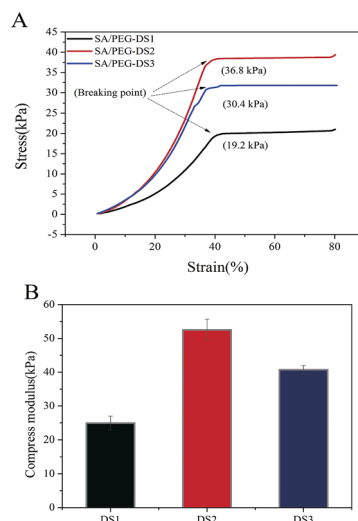 A
SA/PEG-DS1
SA/PEG-DS2
SA/PEG-DS3
45
40
35
30
25
20
15
10
5
0
-5
Stress(kPa)
(Breaking point)
(36.8 kPa)
(30.4 kPa)
(19.2 kPa)
0 20 40 60 80
Strain(%)
B
60
50
40
30
20
10
0
Compress modulus(kPa)
DS1 DS2 DS3